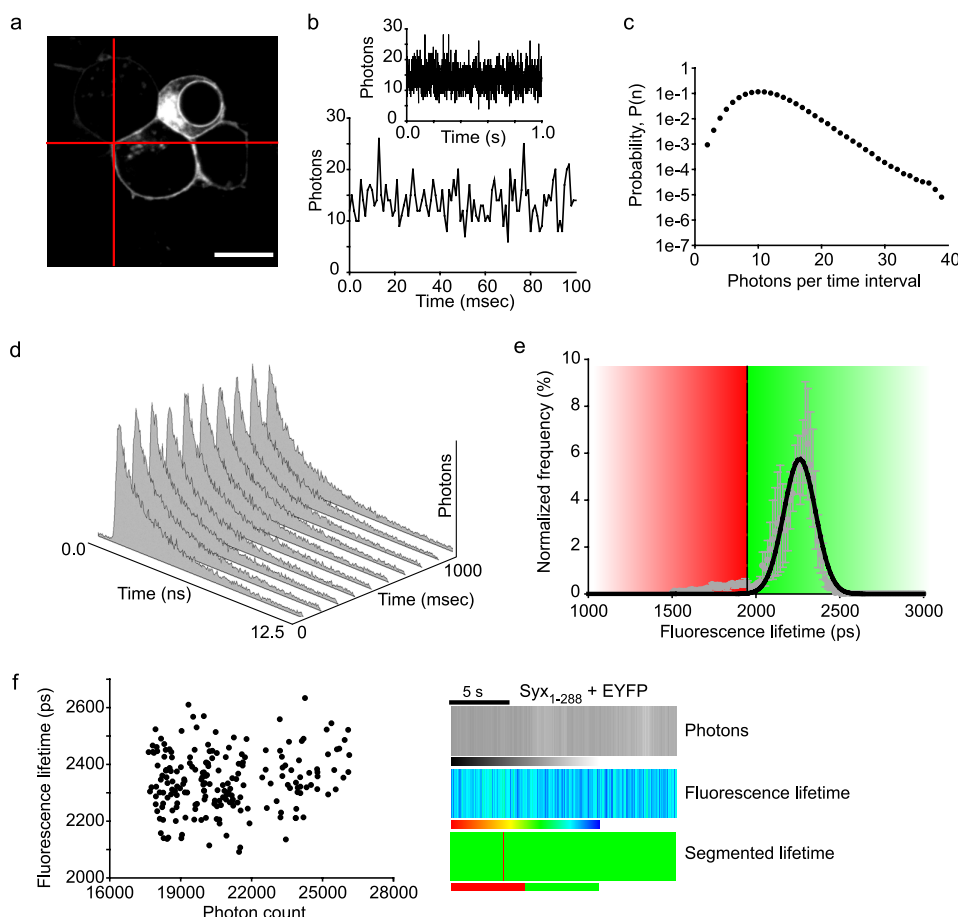 a
b
Photons
30
25
20
15
10
5
0
0.0
Time (s)
1.0
Photons
30
20
10
0
0.0
20
40
60
80
100
Time (msec)
c
Probability, P(n)
1
1e-1
1e-2
1e-3
1e-4
1e-5
1e-6
1e-7
0
10
20
30
40
Photons per time interval
d
Photons
0.0
Time (ns)
12.5
0
Time (msec)
1000
e
Normalized frequency (%)
10
8
6
4
2
0
1000
1500
2000
2500
3000
Fluorescence lifetime (ps)
f
Fluorescence lifetime (ps)
2600
2400
2200
2000
16000
19000
22000
25000
28000
Photon count
5 s
Syx1-288 + EYFP
Photons
Fluorescence lifetime
Segmented lifetime